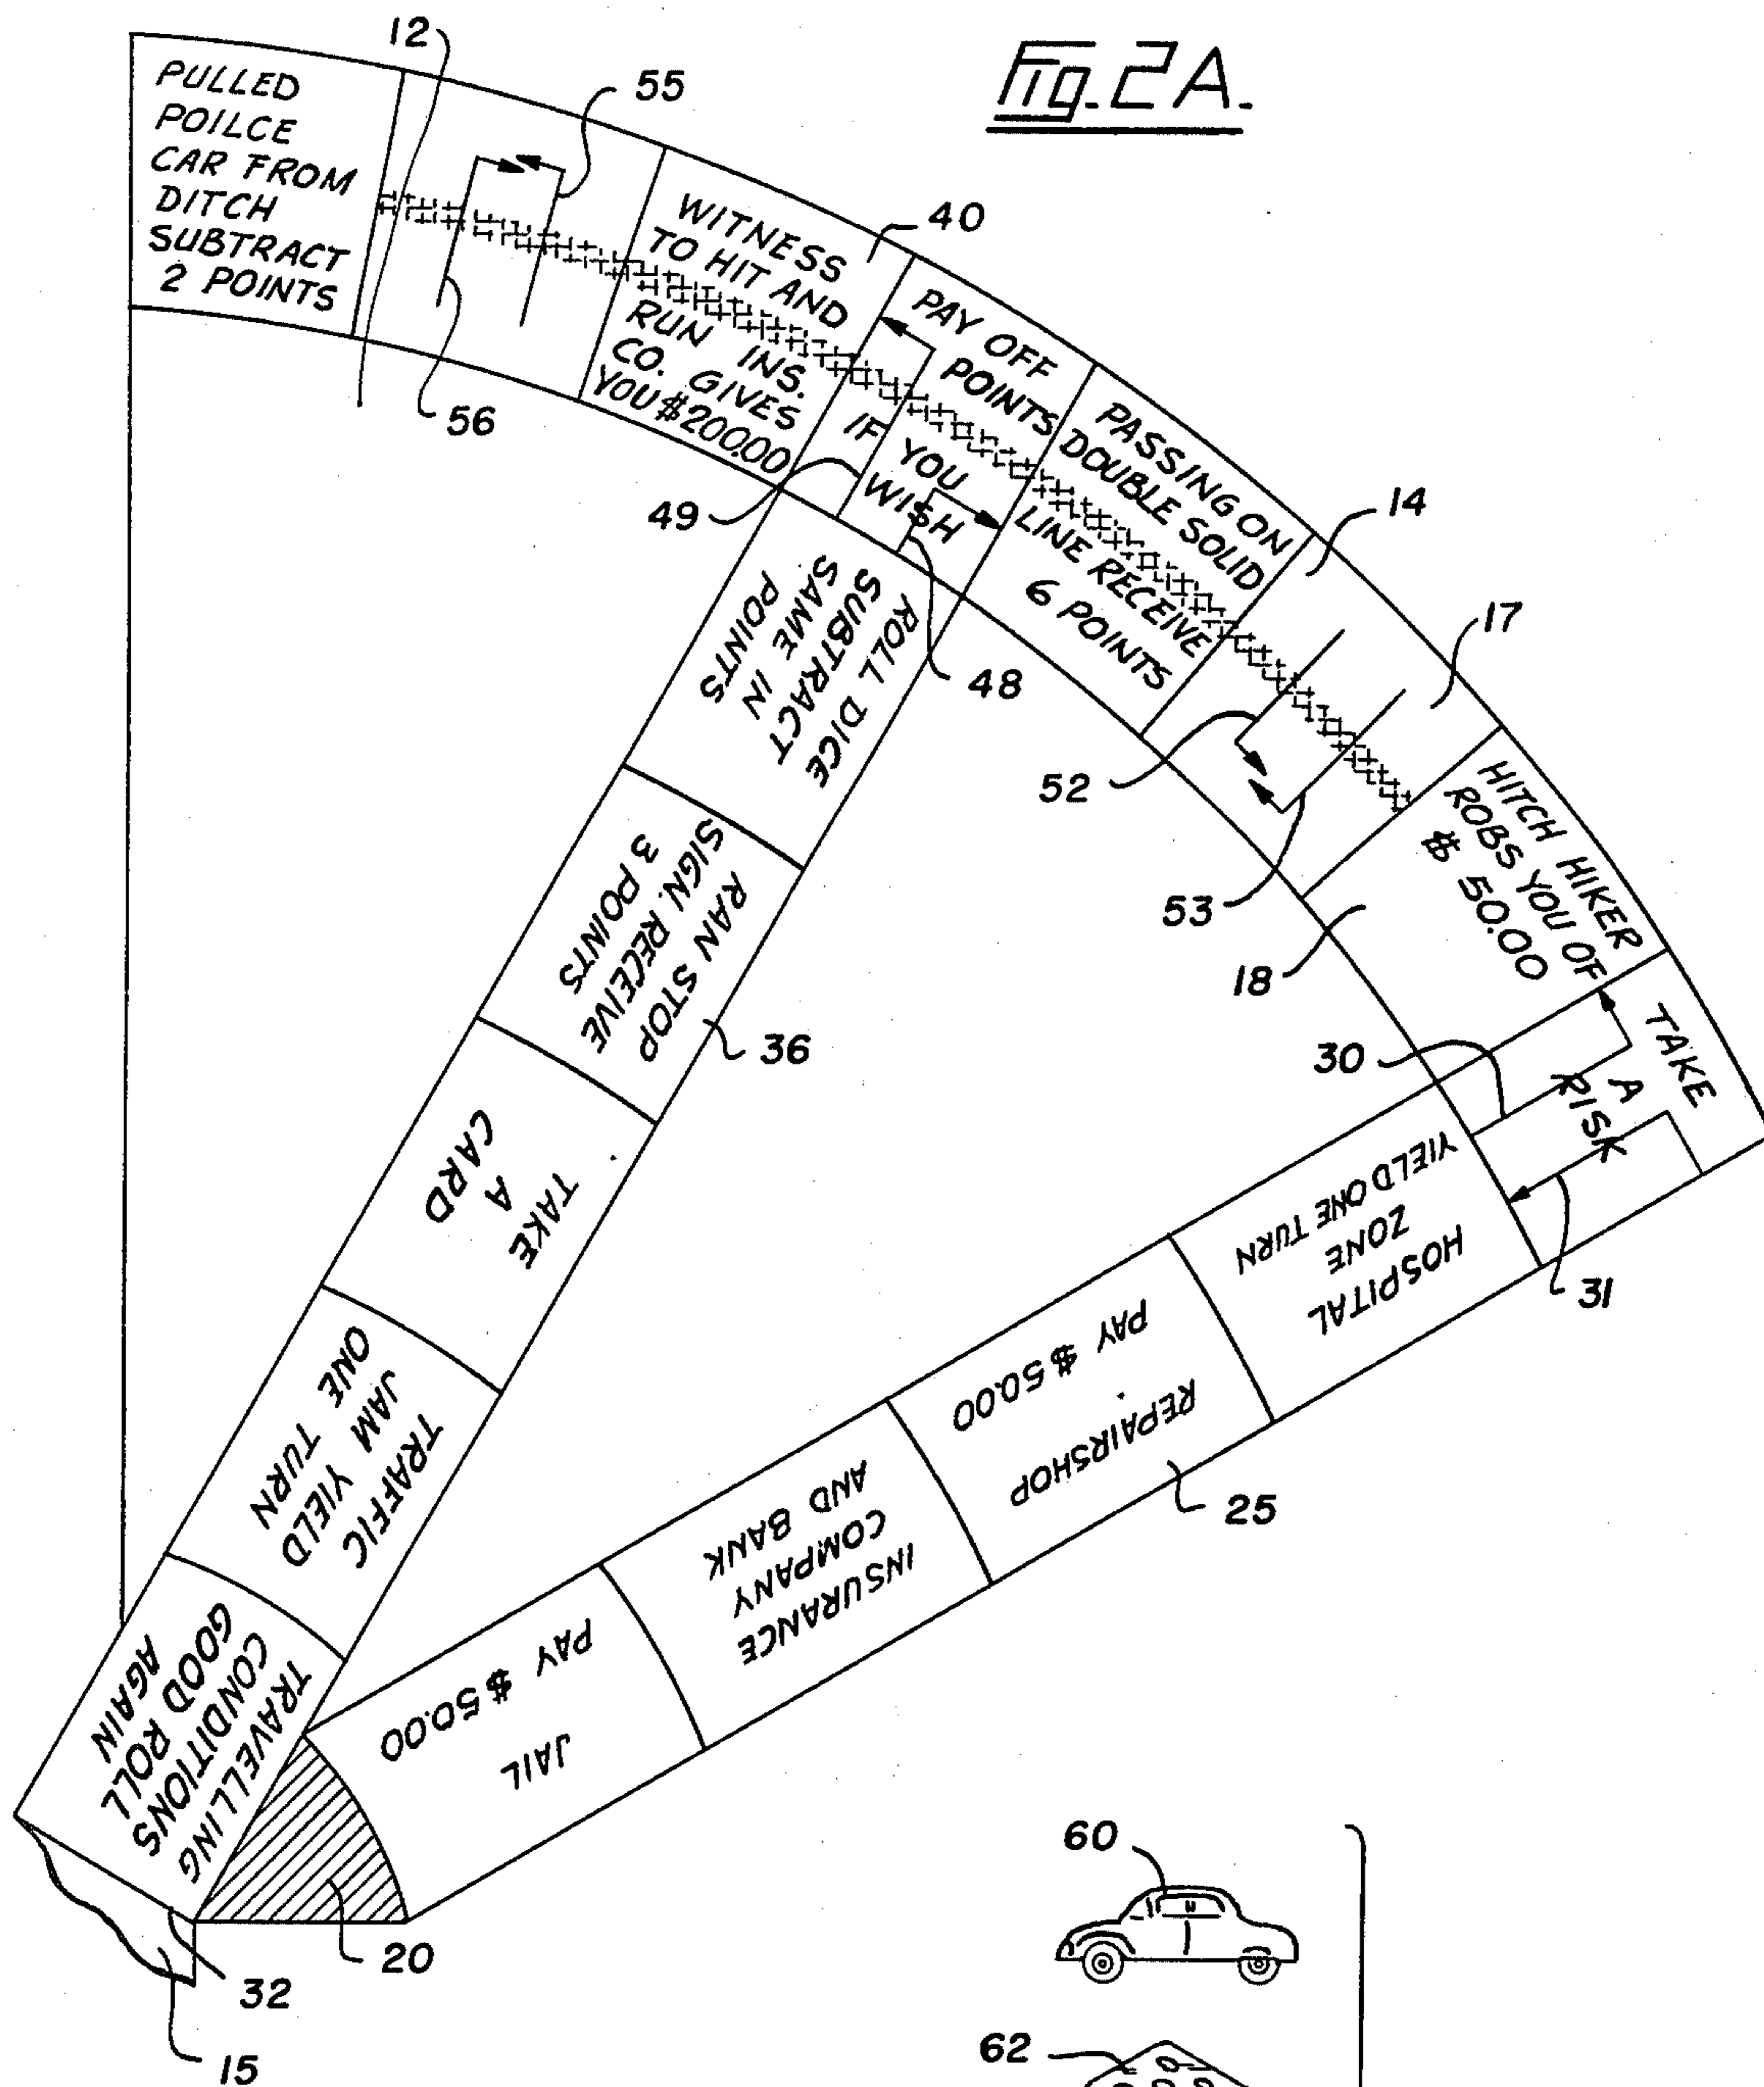 Fig. 2A.
12
55
PULLED
POILCE
CAR FROM
DITCH
SUBTRACT
2 POINTS
56
WITNESS
TO HIT AND
RUN INS.
CO. GIVES
YOU $200.00
40
PAY OFF
POINTS
IF
YOU
WISH
49
48
PASSING ON
DOUBLE SOLID
LINE RECEIVE
6 POINTS
14
17
52
53
18
HITCH HIKER
ROBS YOU OF
$ 50.00
TAKE
A
RISK
30
31
ROLL DICE
SUBTRACT
SAME IN
POINTS
RAN STOP
SIGN. RECEIVE
3 POINTS
36
TAKE
A
CARD
TRAFFIC
JAM YIELD
ONE TURN
TRAVELLING
CONDITIONS
GOOD ROLL
AGAIN
HOSPITAL
ZONE
YIELD ONE TURN
REPAIRSHOP
PAY $50.00
25
INSURANCE
COMPANY
AND BANK
JAIL
PAY $50.00
20
32
15
60
62